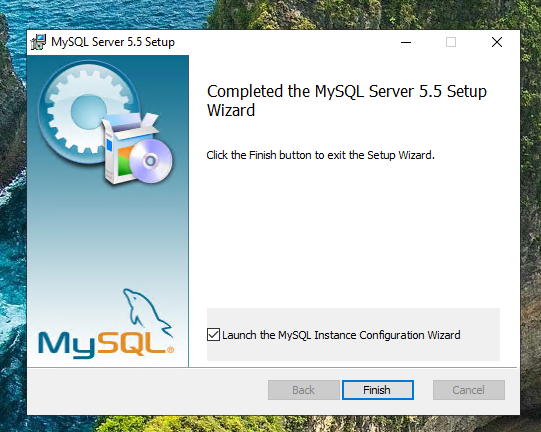 MySQL Server 5.5 Setup
Completed the MySQL Server 5.5 Setup
Wizard
Click the Finish button to exit the Setup Wizard.
MySQL®
Launch the MySQL Instance Configuration Wizard
Back
Finish
Cancel